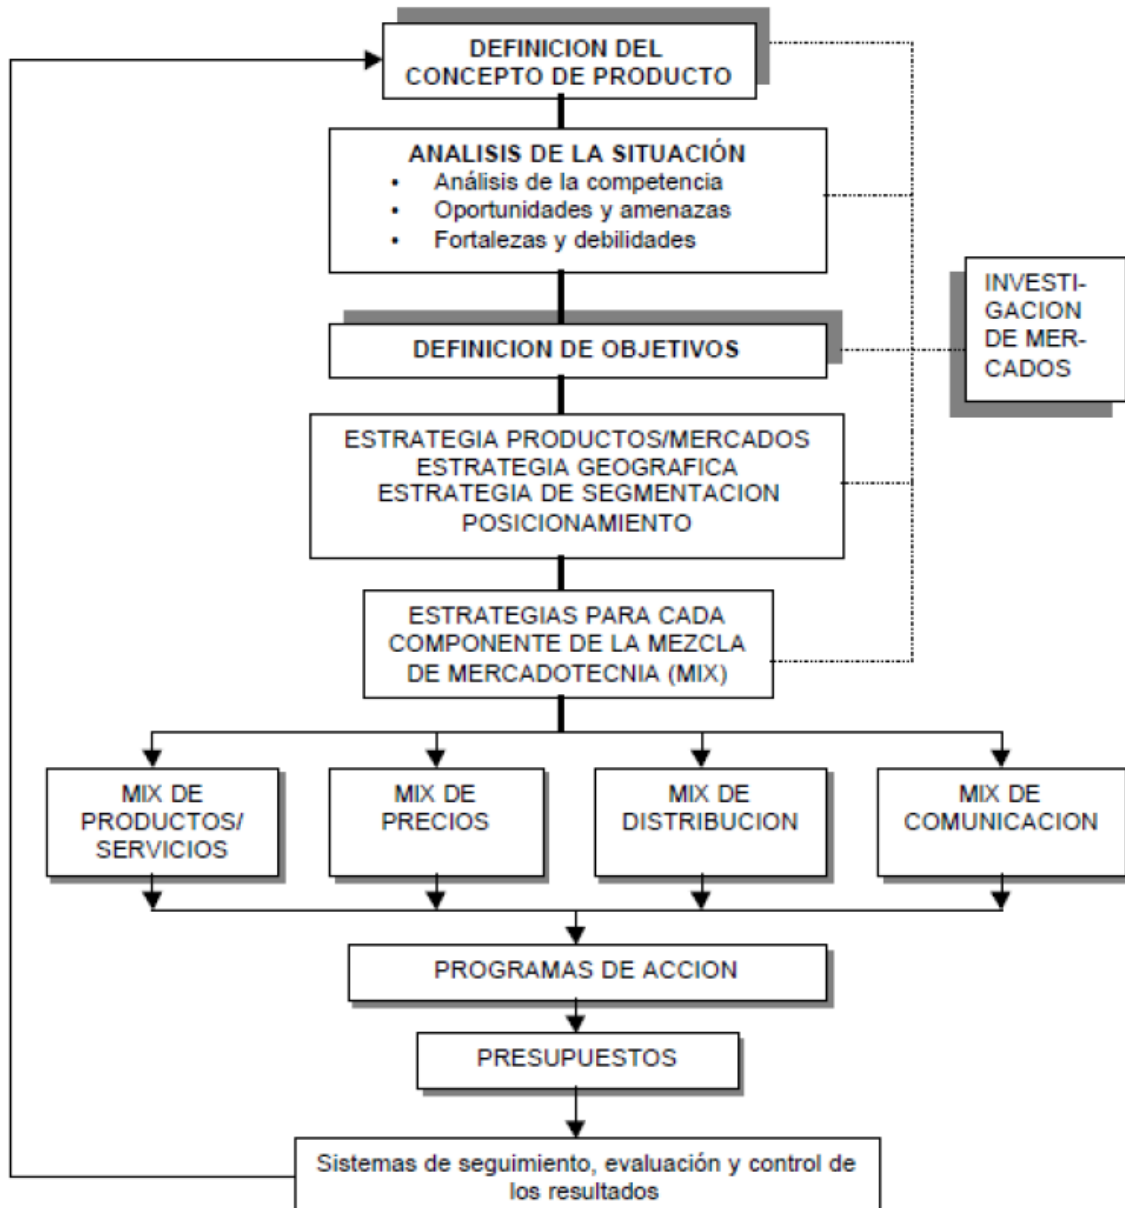 DEFINICION DEL
CONCEPTO DE PRODUCTO
ANALISIS DE LA SITUACIÓN
• Análisis de la competencia
• Oportunidades y amenazas
• Fortalezas y debilidades
INVESTI-
GACION
DE MER-
CADOS
DEFINICION DE OBJETIVOS
ESTRATEGIA PRODUCTOS/MERCADOS
ESTRATEGIA GEOGRAFICA
ESTRATEGIA DE SEGMENTACION
POSICIONAMIENTO
ESTRATEGIAS PARA CADA
COMPONENTE DE LA MEZCLA
DE MERCADOTECNIA (MIX)
MIX DE
PRODUCTOS/
SERVICIOS
MIX DE
PRECIOS
MIX DE
DISTRIBUCION
MIX DE
COMUNICACION
PROGRAMAS DE ACCION
PRESUPUESTOS
Sistemas de seguimiento, evaluación y control de
los resultados